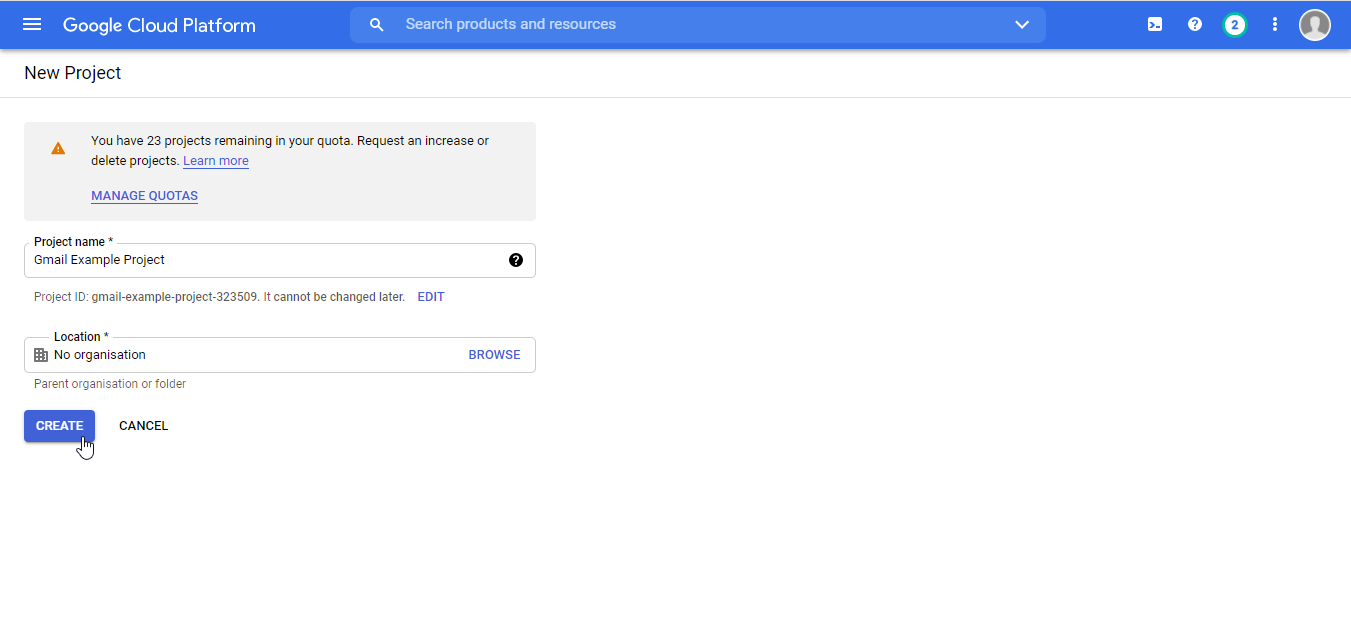 Google Cloud Platform
Search products and resources
2
New Project
You have 23 projects remaining in your quota. Request an increase or
delete projects. Learn more
MANAGE QUOTAS
Project name *
Gmail Example Project
Project ID: gmail-example-project-323509. It cannot be changed later. EDIT
Location *
No organisation BROWSE
Parent organisation or folder
CREATE CANCEL